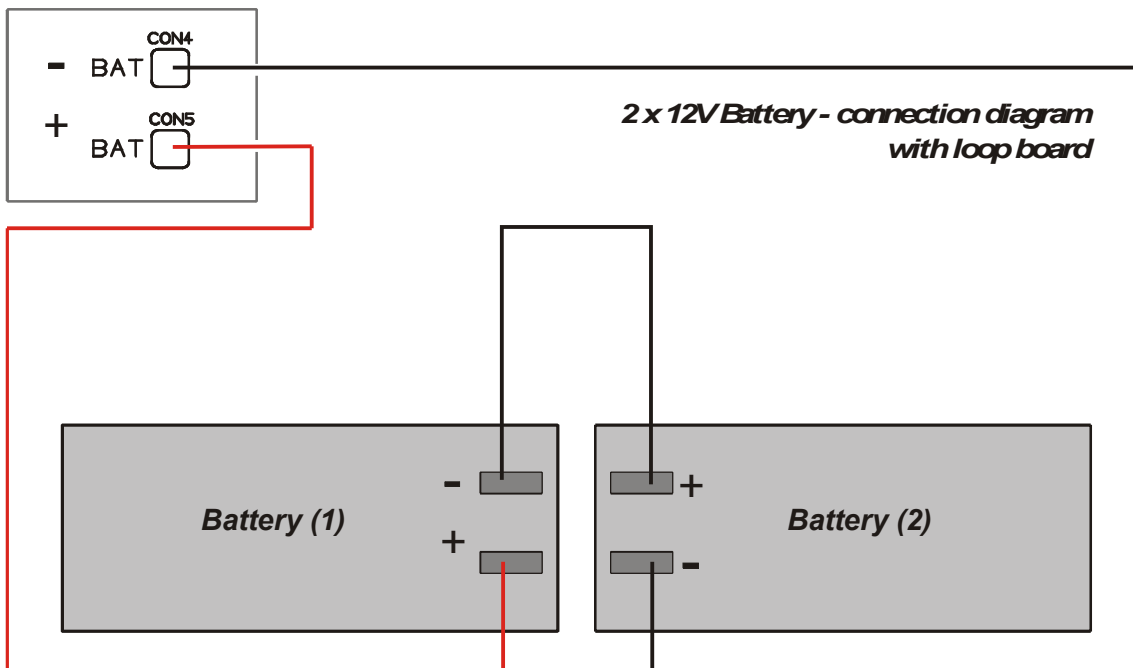 CON4
- BAT
CON5
+ BAT
2 x 12V Battery - connection diagram
with loop board
- +
Battery (1) Battery (2)
+ -